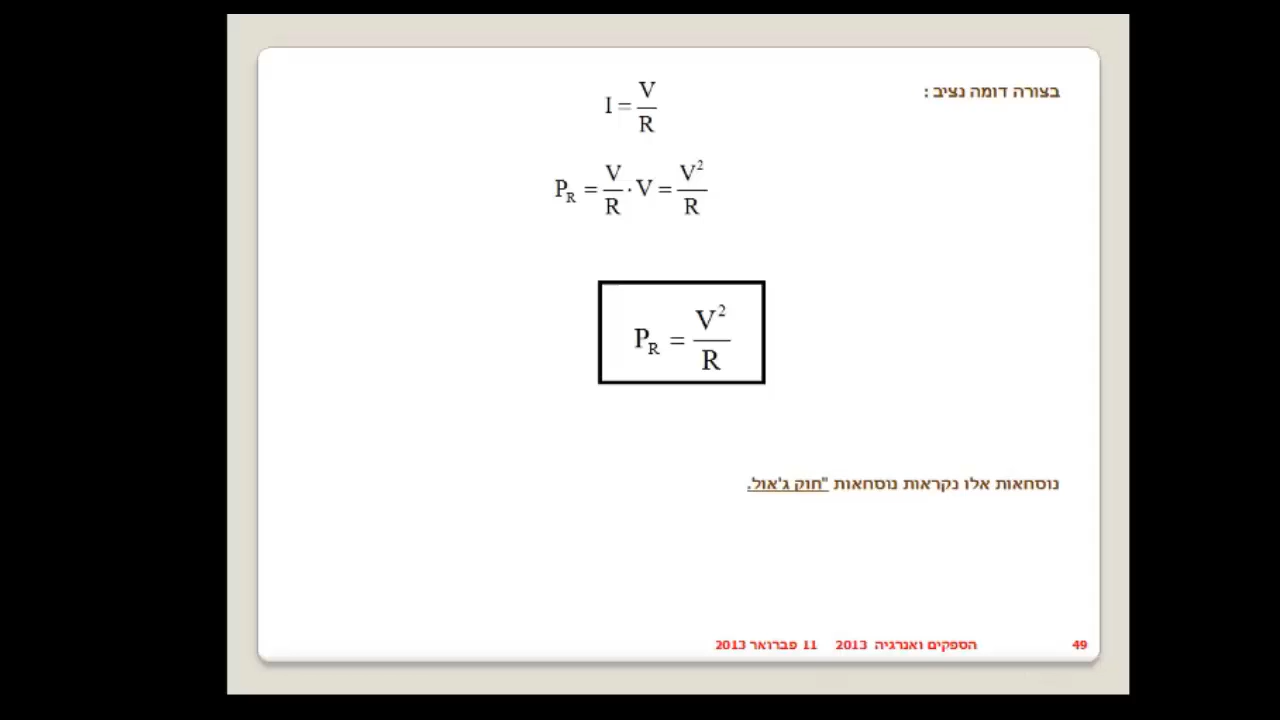 בצורה דומה נציב :
I = V/R
P_R = V/R · V = V²/R
P_R = V²/R
נוסחאות אלו נקראות נוסחאות "חוק ג'אול.
הספקים ואנרגיה 2013 11 פברואר 2013 49